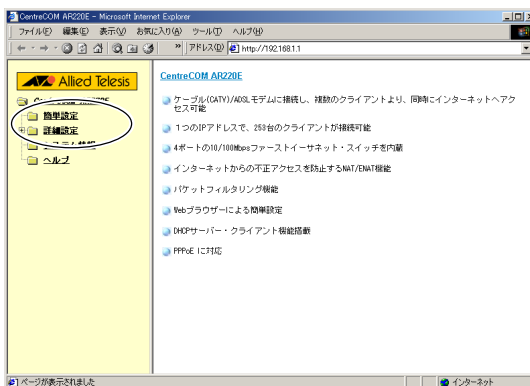 CentreCOM AR220E - Microsoft Internet Explorer
ファイル(F) 編集(E) 表示(V) お気に入り(A) ツール(T) ヘルプ(H)
» アドレス(D) http://192.168.1.1
Allied Telesis
簡単設定
詳細設定
ヘルプ
CentreCOM AR220E
ケーブル(CATV)/ADSLモデムに接続し、複数のクライアントより、同時にインターネットへアク
セス可能
1つのIPアドレスで、253台のクライアントが接続可能
4ポートの10/100Mbpsファーストイーサネット・スイッチを内蔵
インターネットからの不正アクセスを防止するNAT/ENAT機能
パケットフィルタリング機能
Webブラウザーによる簡単設定
DHCPサーバー・クライアント機能搭載
PPPoE に対応
ページが表示されました
インターネット